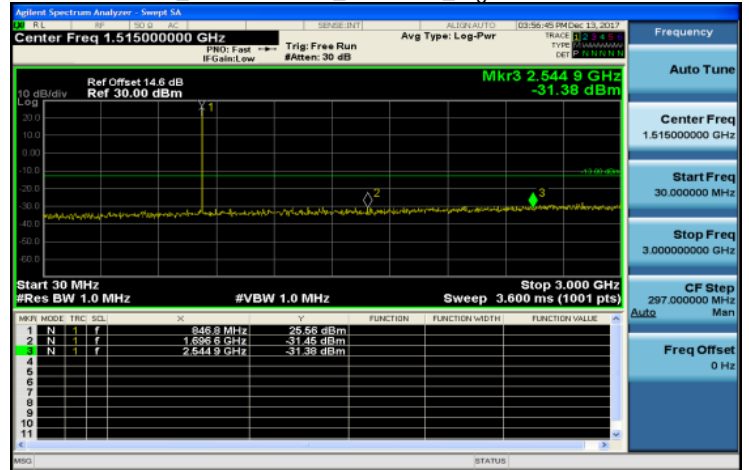 Agilent Spectrum Analyzer - Swept SA
RL RF 50 Ω AC SENSE:INT ALIGN AUTO 03:56:45 PM Dec 13, 2017
Center Freq 1.515000000 GHz
PNO: Fast
IFGain:Low
Trig: Free Run
#Atten: 30 dB
Avg Type: Log-Pwr
TRACE 1 2 3 4 5 6
TYPE M
DET P N N N N N
Ref Offset 14.6 dB
10 dB/div Ref 30.00 dBm
Log
Mkr3 2.544 9 GHz
-31.38 dBm
20.0
10.0
0.00
-10.0
-20.0
-30.0
-40.0
-50.0
-60.0
1
2
3
-13.00 dBm
Start 30 MHz
#Res BW 1.0 MHz
#VBW 1.0 MHz
Stop 3.000 GHz
Sweep 3.600 ms (1001 pts)
MKR MODE TRC SCL X Y FUNCTION FUNCTION WIDTH FUNCTION VALUE
1 N 1 f 846.8 MHz 25.56 dBm
2 N 1 f 1.696 6 GHz -31.45 dBm
3 N 1 f 2.544 9 GHz -31.38 dBm
4
5
6
7
8
9
10
11
MSG
STATUS
Frequency
Auto Tune
Center Freq
1.515000000 GHz
Start Freq
30.000000 MHz
Stop Freq
3.000000000 GHz
CF Step
297.000000 MHz
Auto Man
Freq Offset
0 Hz